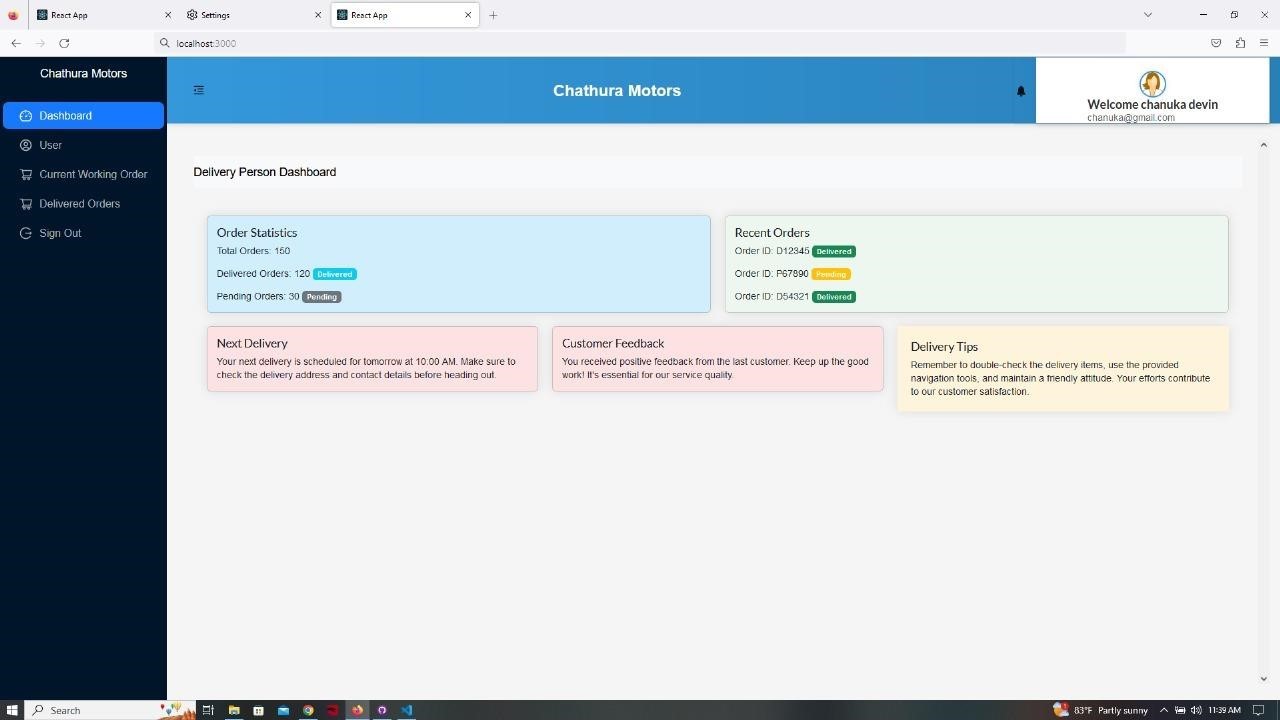 React App
Settings
React App
localhost:3000
Chathura Motors
Dashboard
User
Current Working Order
Delivered Orders
Sign Out
Chathura Motors
Welcome chanuka devin
chanuka@gmail.com
Delivery Person Dashboard
Order Statistics
Total Orders: 150
Delivered Orders: 120 Delivered
Pending Orders: 30 Pending
Recent Orders
Order ID: D12345 Delivered
Order ID: P67890 Pending
Order ID: D54321 Delivered
Next Delivery
Your next delivery is scheduled for tomorrow at 10:00 AM. Make sure to
check the delivery address and contact details before heading out.
Customer Feedback
You received positive feedback from the last customer. Keep up the good
work! It's essential for our service quality.
Delivery Tips
Remember to double-check the delivery items, use the provided
navigation tools, and maintain a friendly attitude. Your efforts contribute
to our customer satisfaction.
Search
83°F Partly sunny
11:39 AM